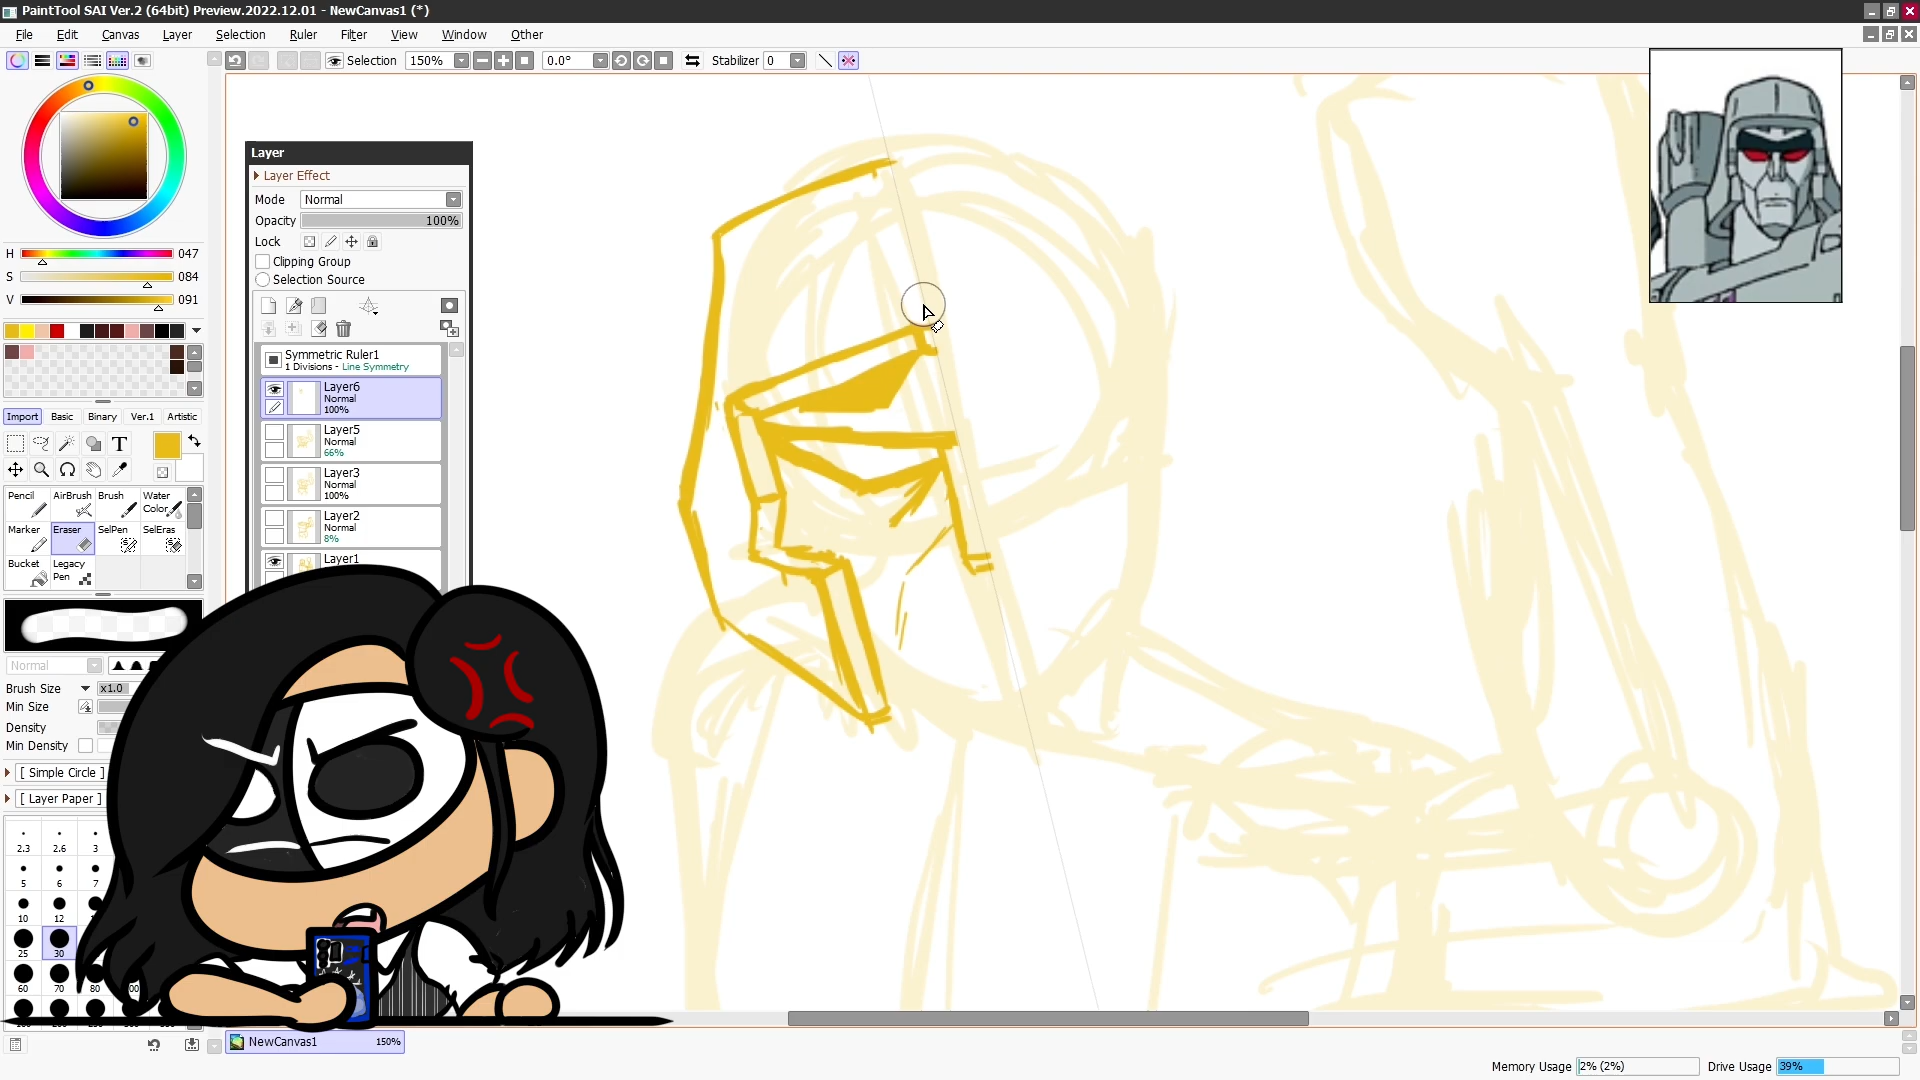 PaintTool SAI Ver.2 (64bit) Preview.2022.12.01 - NewCanvas1 (*)
File Edit Canvas Layer Selection Ruler Filter View Window Other
Selection 150% 0.0° Stabilizer 0
Layer
Layer Effect
Mode Normal
Opacity 100%
Lock
Clipping Group
Selection Source
H 047
S 084
V 091
Symmetric Ruler1
1 Divisions - Line Symmetry
Layer6
Normal
100%
Layer5
Normal
66%
Layer3
Normal
100%
Layer2
Normal
8%
Layer1
Import Basic Binary Ver.1 Artistic
T
Pencil AirBrush Brush Water Color
Marker Eraser SelPen SelEras
Bucket Legacy Pen
Normal
Brush Size x1.0
Min Size
Density
Min Density
[ Simple Circle ]
[ Layer Paper ]
2.3 2.6 3
5 6 7
10 12
25 30
60 70 80
NewCanvas1 150%
Memory Usage 2% (2%) Drive Usage 39%